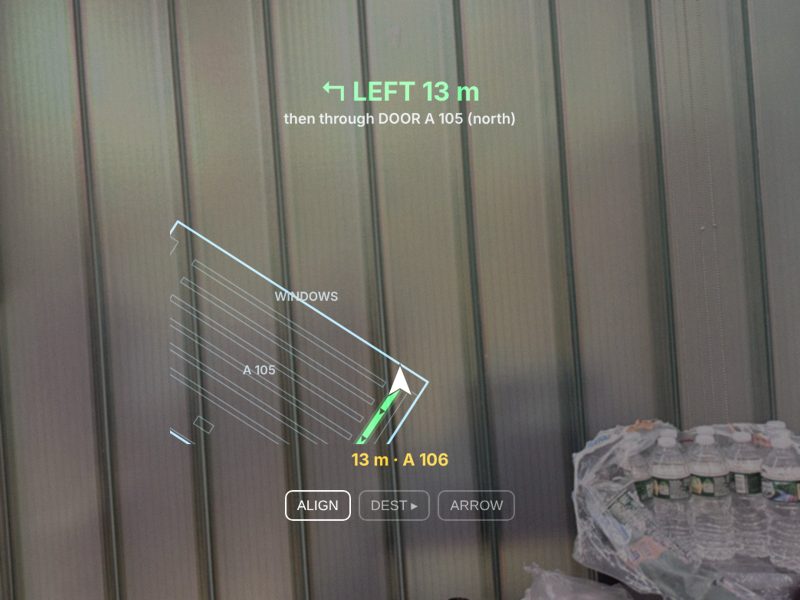 ↰ LEFT 13 m
then through DOOR A 105 (north)
WINDOWS
A 105
13 m · A 106
ALIGN
DEST ▸
ARROW